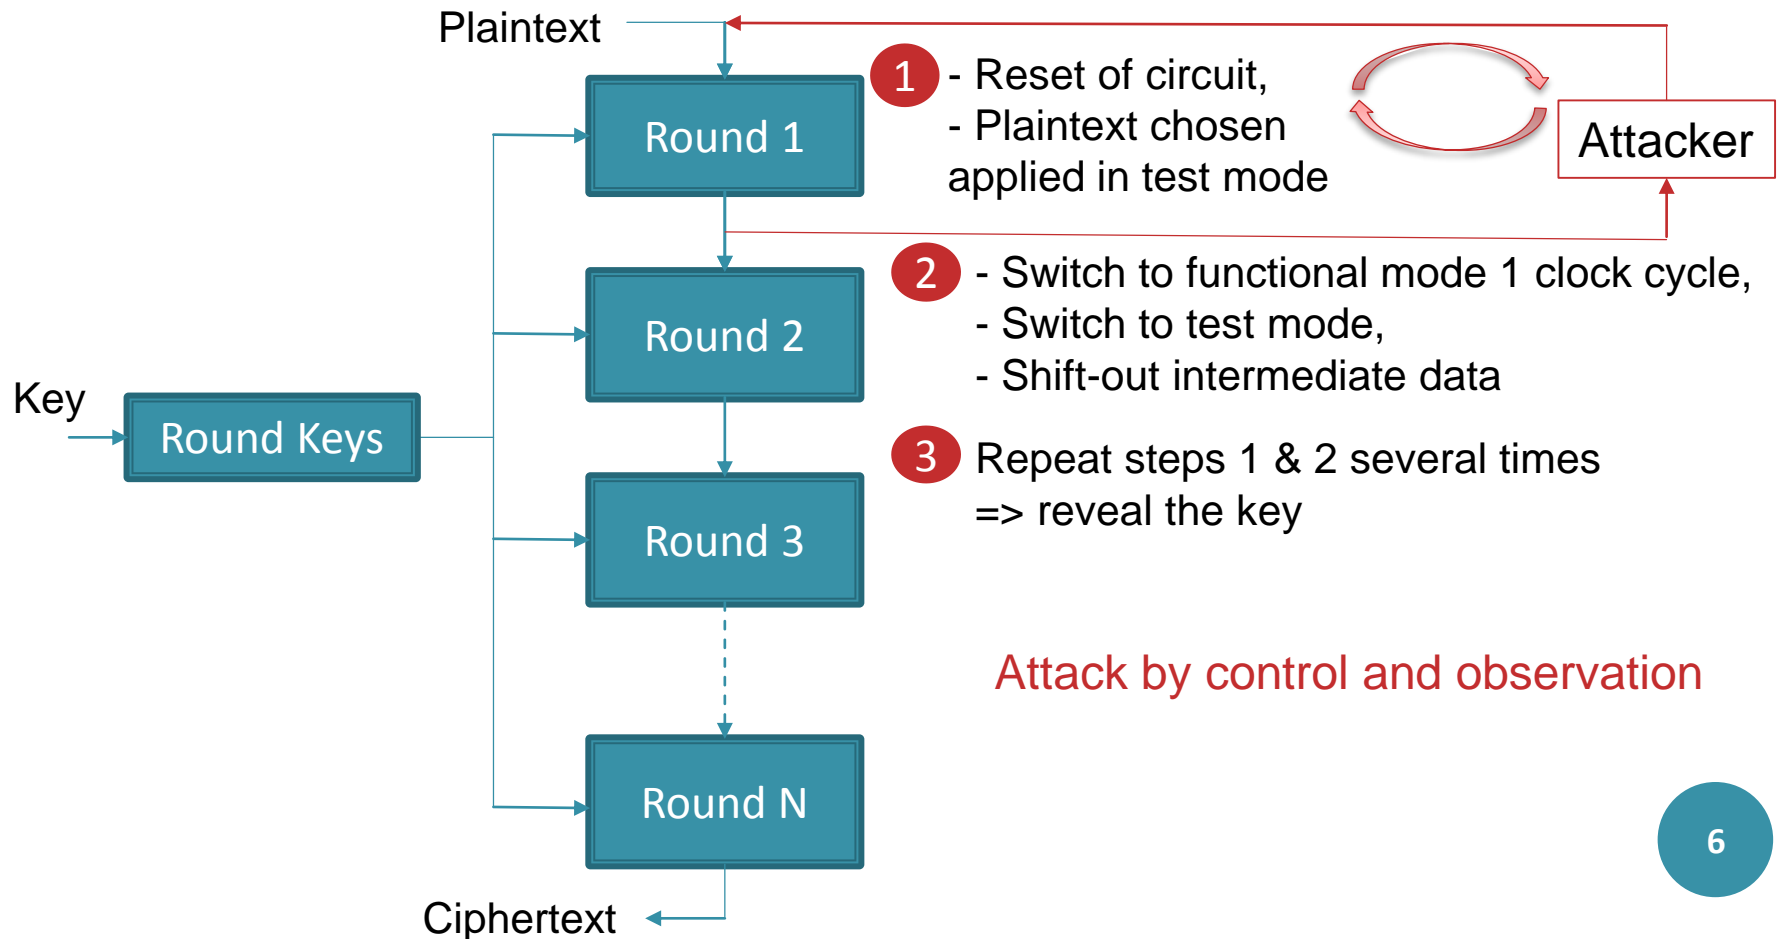 Plaintext
Round 1
1
- Reset of circuit,
- Plaintext chosen
applied in test mode
Attacker
Round 2
2
- Switch to functional mode 1 clock cycle,
- Switch to test mode,
- Shift-out intermediate data
Key
Round Keys
3
Repeat steps 1 & 2 several times
=> reveal the key
Round 3
Attack by control and observation
Round N
6
Ciphertext